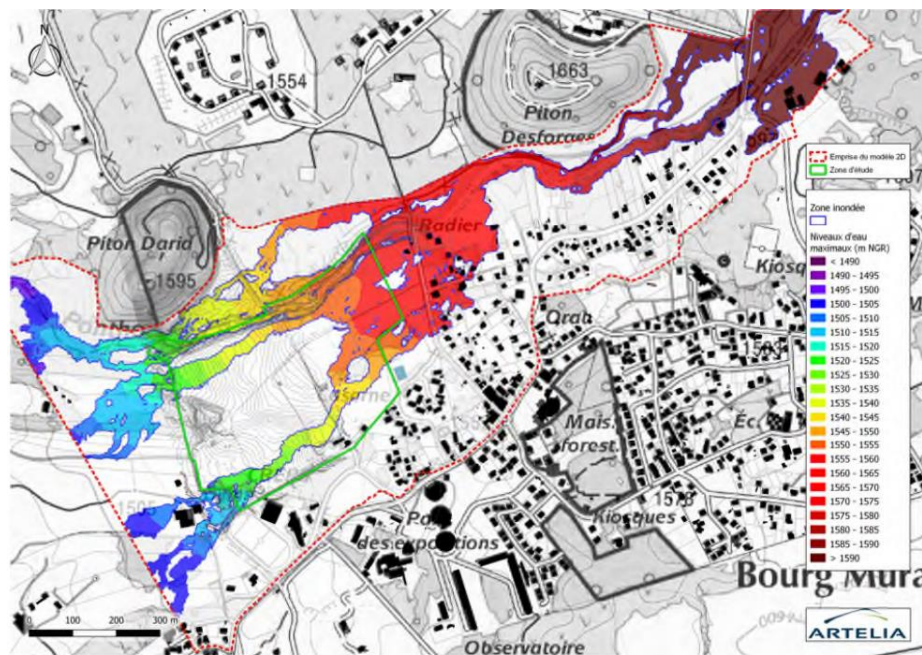 N
1554
1663
Piton
Desforges
Piton Darid
1595
Radier
Kiosq
Orat
Mais.
forest.
Éc.
1578
Kiosques
des expositions
Bourg Mura
Observatoire
0 100 200 300 m
Emprise du modèle 2D
Zone d'étude
Zone inondée
Niveaux d'eau
maximaux (m NGR)
< 1490
1490 - 1495
1495 - 1500
1500 - 1505
1505 - 1510
1510 - 1515
1515 - 1520
1520 - 1525
1525 - 1530
1530 - 1535
1535 - 1540
1540 - 1545
1545 - 1550
1550 - 1555
1555 - 1560
1560 - 1565
1565 - 1570
1570 - 1575
1575 - 1580
1580 - 1585
1585 - 1590
> 1590
ARTELIA